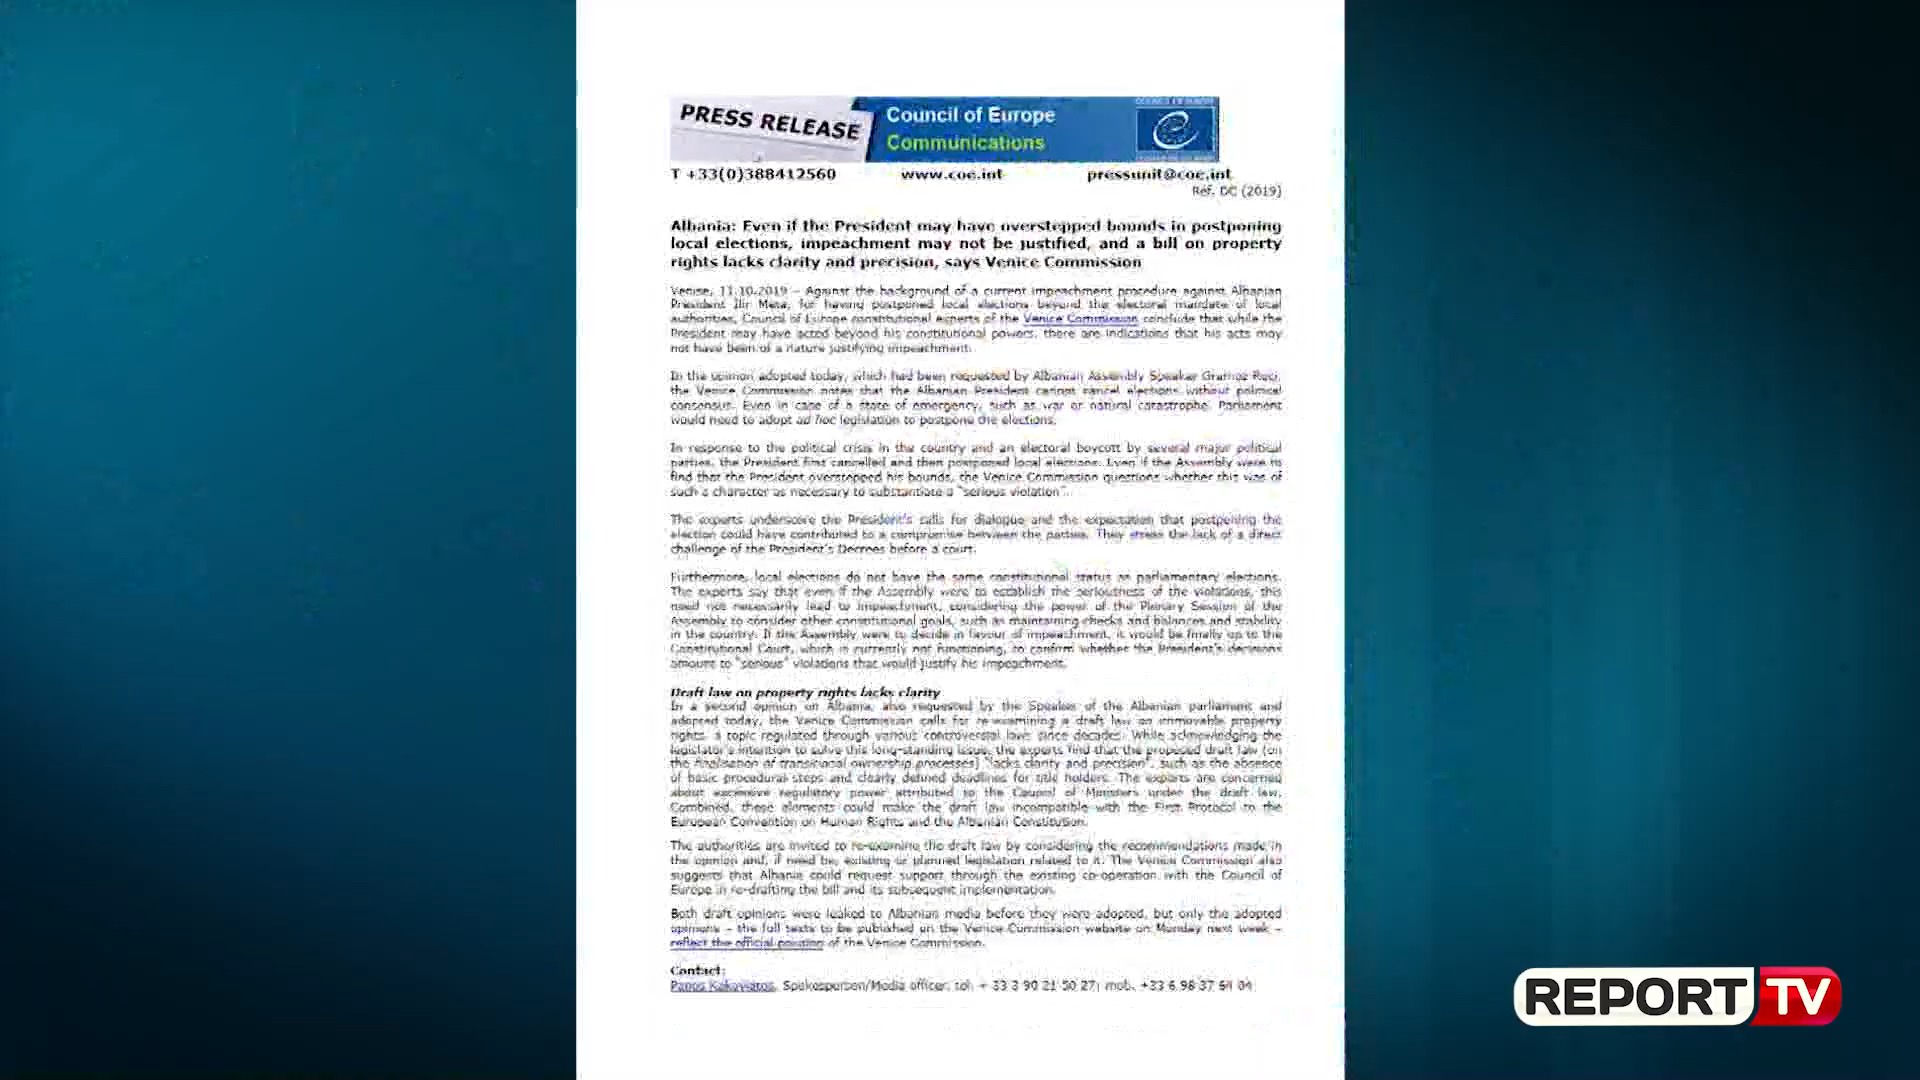 PRESS RELEASE
Council of Europe
Communications
T +33(0)388412560 www.coe.int pressunit@coe.int
Ref. DC (2019)
Albania: Even if the President may have overstepped bounds in postponing
local elections, impeachment may not be justified, and a bill on property
rights lacks clarity and precision, says Venice Commission
Venise, 11.10.2019 – Against the background of a current impeachment procedure against Albanian
President Ilir Meta, for having postponed local elections beyond the electoral mandate of local
authorities, Council of Europe constitutional experts of the Venice Commission conclude that while the
President may have acted beyond his constitutional powers, there are indications that his acts may
not have been of a nature justifying impeachment.
In the opinion adopted today, which had been requested by Albanian Assembly Speaker Gramoz Ruci,
the Venice Commission notes that the Albanian President cannot cancel elections without political
consensus. Even in case of a state of emergency, such as war or natural catastrophe, Parliament
would need to adopt ad hoc legislation to postpone the elections.
In response to the political crisis in the country and an electoral boycott by several major political
parties, the President first cancelled and then postponed local elections. Even if the Assembly were to
find that the President overstepped his bounds, the Venice Commission questions whether this was of
such a character as necessary to substantiate a "serious violation".
The experts underscore the President's calls for dialogue and the expectation that postponing the
election could have contributed to a compromise between the parties. They stress the lack of a direct
challenge of the President's Decrees before a court.
Furthermore, local elections do not have the same constitutional status as parliamentary elections.
The experts say that even if the Assembly were to establish the seriousness of the violations, this
need not necessarily lead to impeachment, considering the power of the Plenary Session of the
Assembly to consider other constitutional goals, such as maintaining checks and balances and stability
in the country. If the Assembly were to decide in favour of impeachment, it would be finally up to the
Constitutional Court, which is currently not functioning, to confirm whether the President's decisions
amount to "serious" violations that would justify his impeachment.
Draft law on property rights lacks clarity
In a second opinion on Albania, also requested by the Speaker of the Albanian parliament and
adopted today, the Venice Commission calls for re-examining a draft law on immovable property
rights, a topic regulated through various controversial laws since decades. While acknowledging the
legislator's intention to solve this long-standing issue, the experts find that the proposed draft law (on
the finalisation of transitional ownership processes) "lacks clarity and precision", such as the absence
of basic procedural steps and clearly defined deadlines for title holders. The experts are concerned
about excessive regulatory power attributed to the Council of Ministers under the draft law.
Combined, these elements could make the draft law incompatible with the First Protocol to the
European Convention on Human Rights and the Albanian Constitution.
The authorities are invited to re-examine the draft law by considering the recommendations made in
the opinion and, if need be, existing or planned legislation related to it. The Venice Commission also
suggests that Albania could request support through the existing co-operation with the Council of
Europe in re-drafting the bill and its subsequent implementation.
Both draft opinions were leaked to Albanian media before they were adopted, but only the adopted
opinions – the full texts to be published on the Venice Commission website on Monday next week –
reflect the official position of the Venice Commission.
Contact:
Panos Kakaviatos, Spokesperson/Media officer, tel. + 33 3 90 21 50 27; mob. +33 6 98 37 64 04
REPORT TV